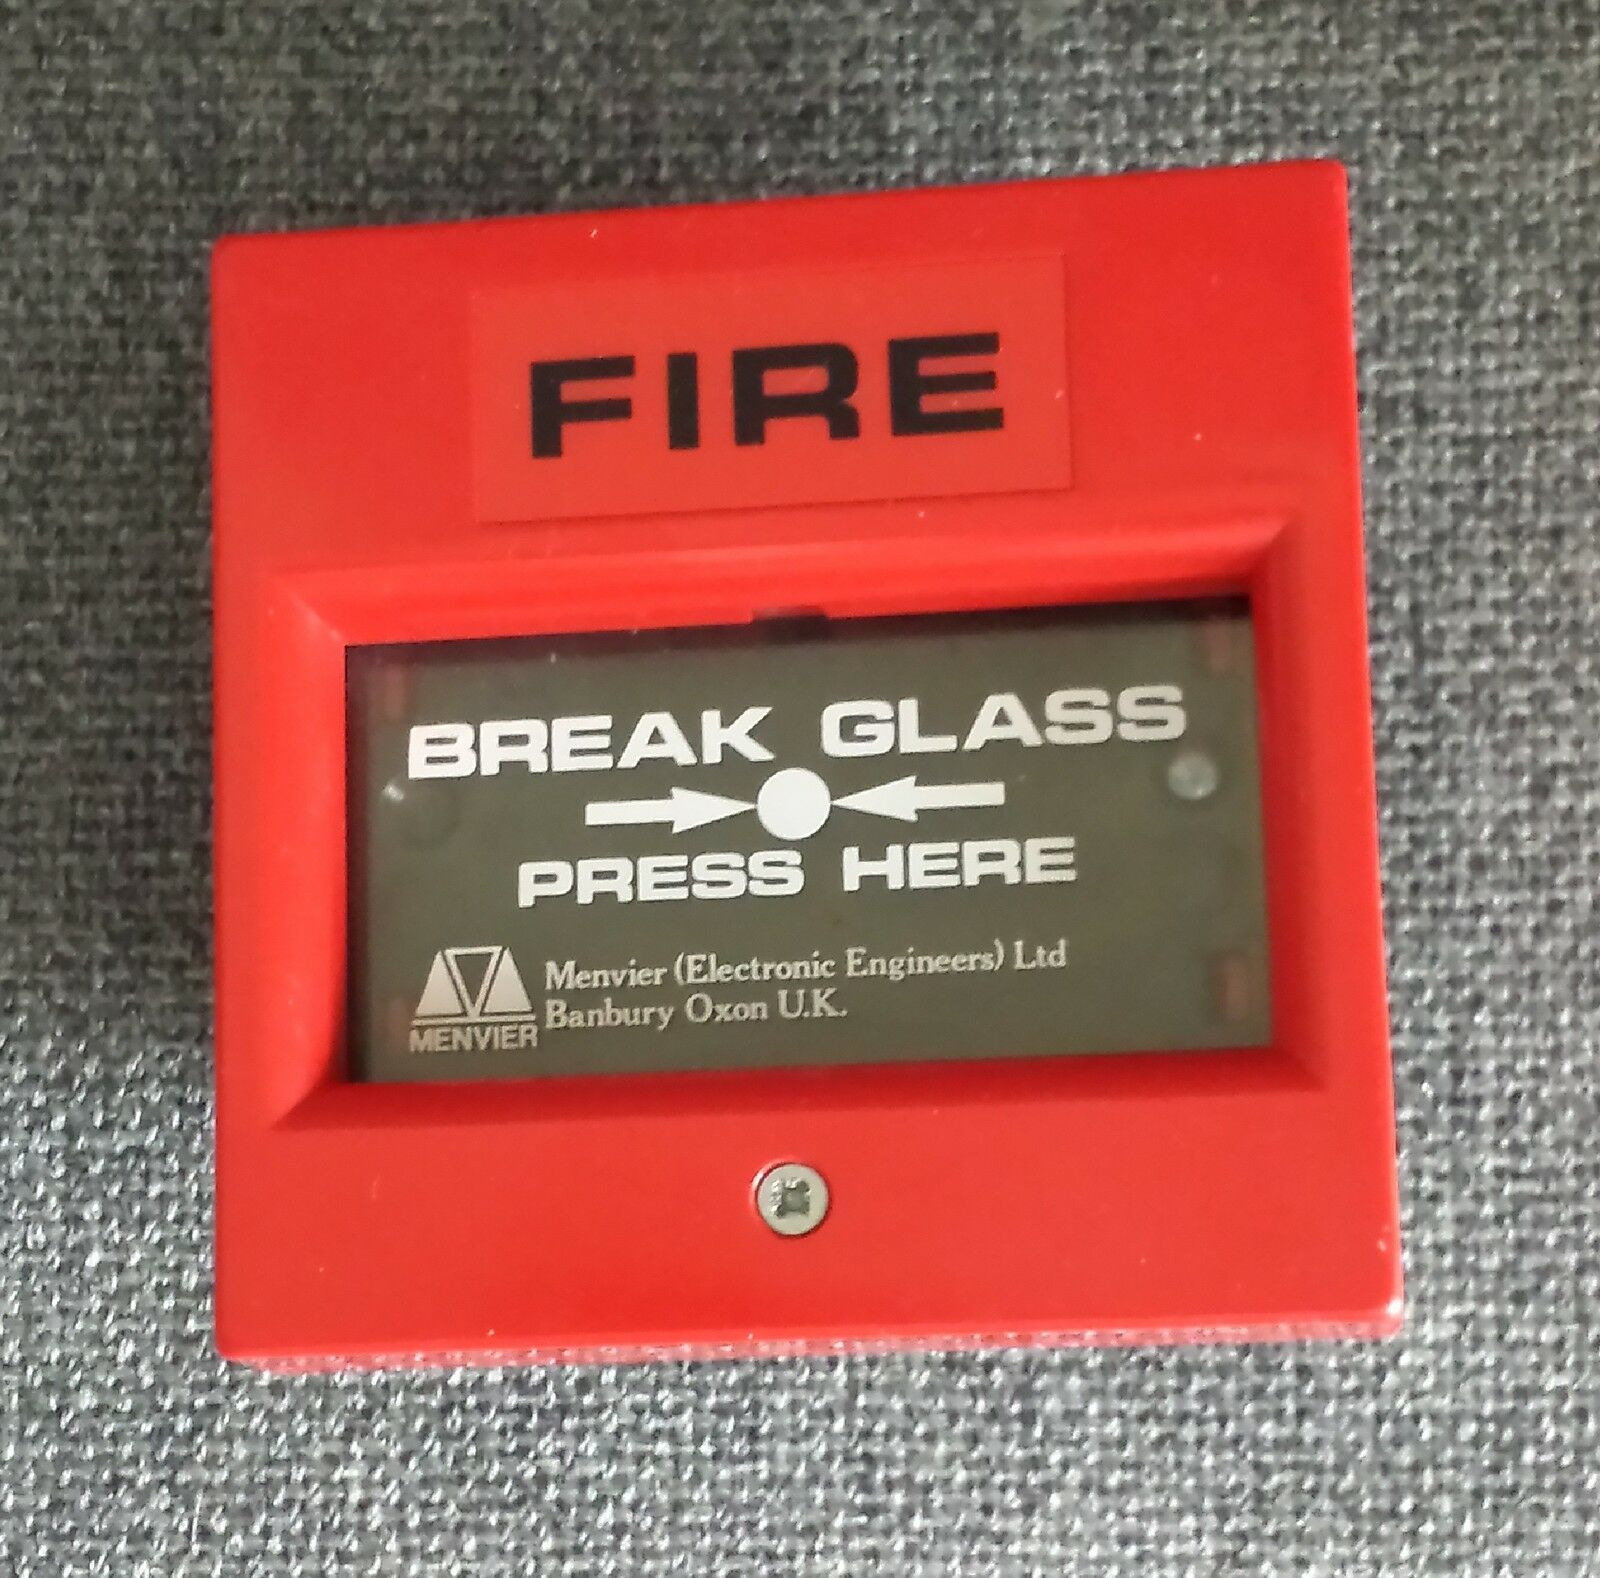 FIRE
BREAK GLASS
PRESS HERE
Menvier (Electronic Engineers) Ltd
Banbury Oxon U.K.
MENVIER